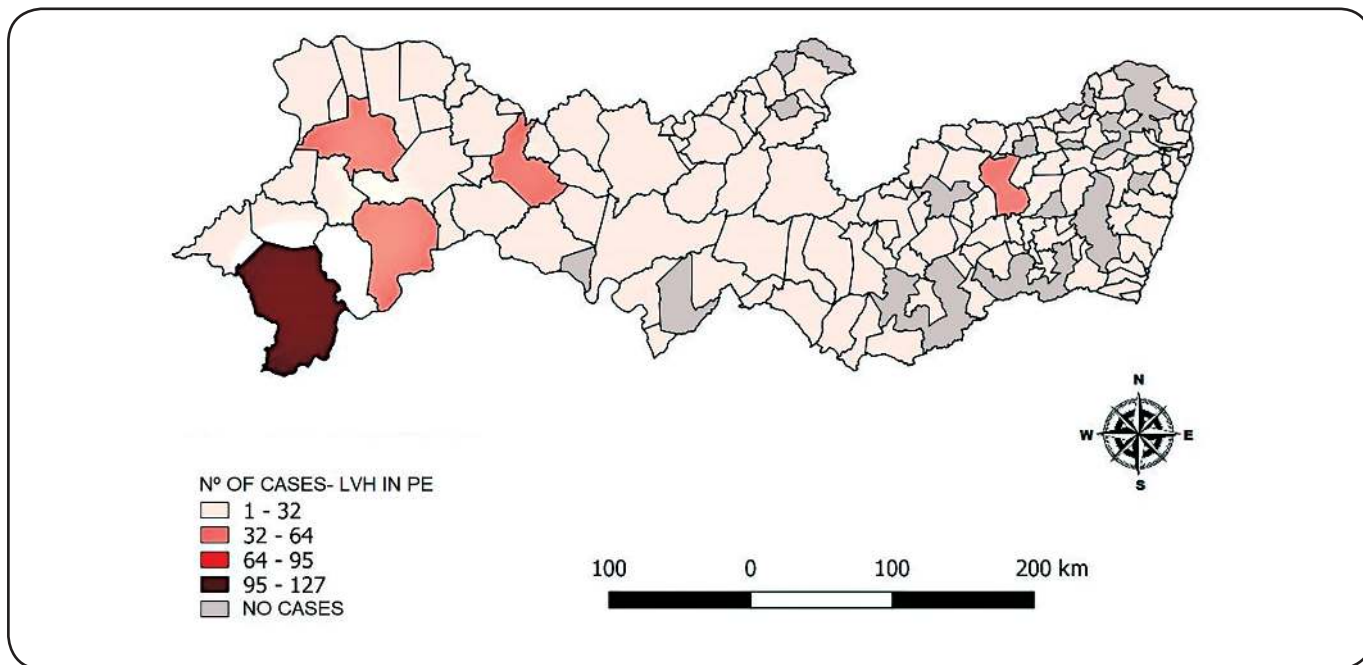 N
W E
S
Nº OF CASES- LVH IN PE
1 - 32
32 - 64
64 - 95
95 - 127
NO CASES
100 0 100 200 km